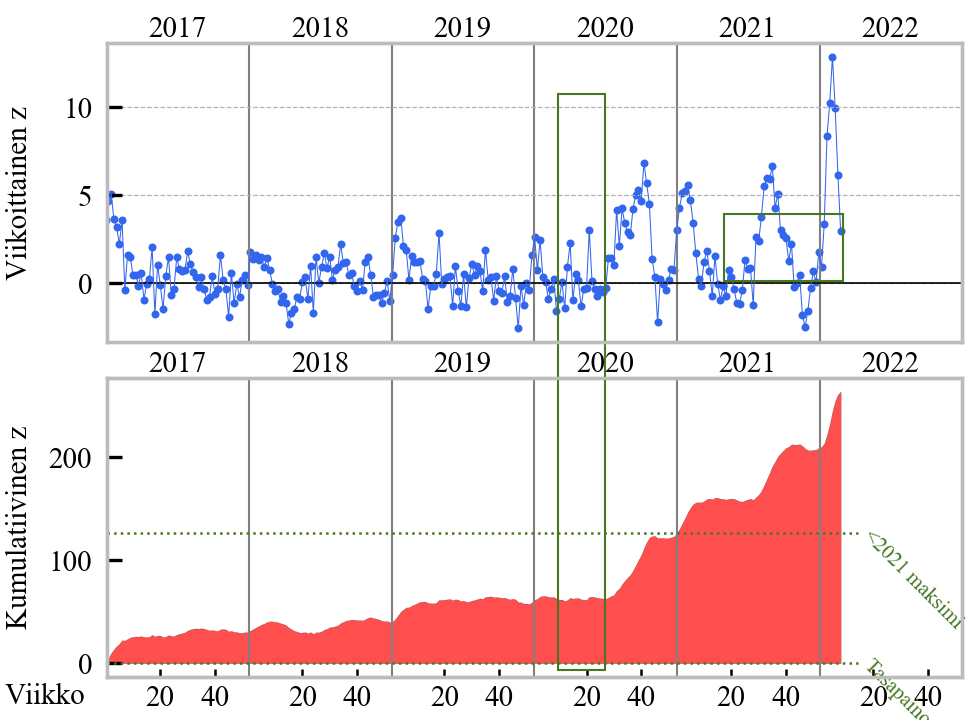 2017 2018 2019 2020 2021 2022
Viikoittainen z
10
5
0
2017 2018 2019 2020 2021 2022
Kumulatiivinen z
200
100
0
<2021 maksimi
Tasapaino
Viikko 20 40 20 40 20 40 20 40 20 40 20 40